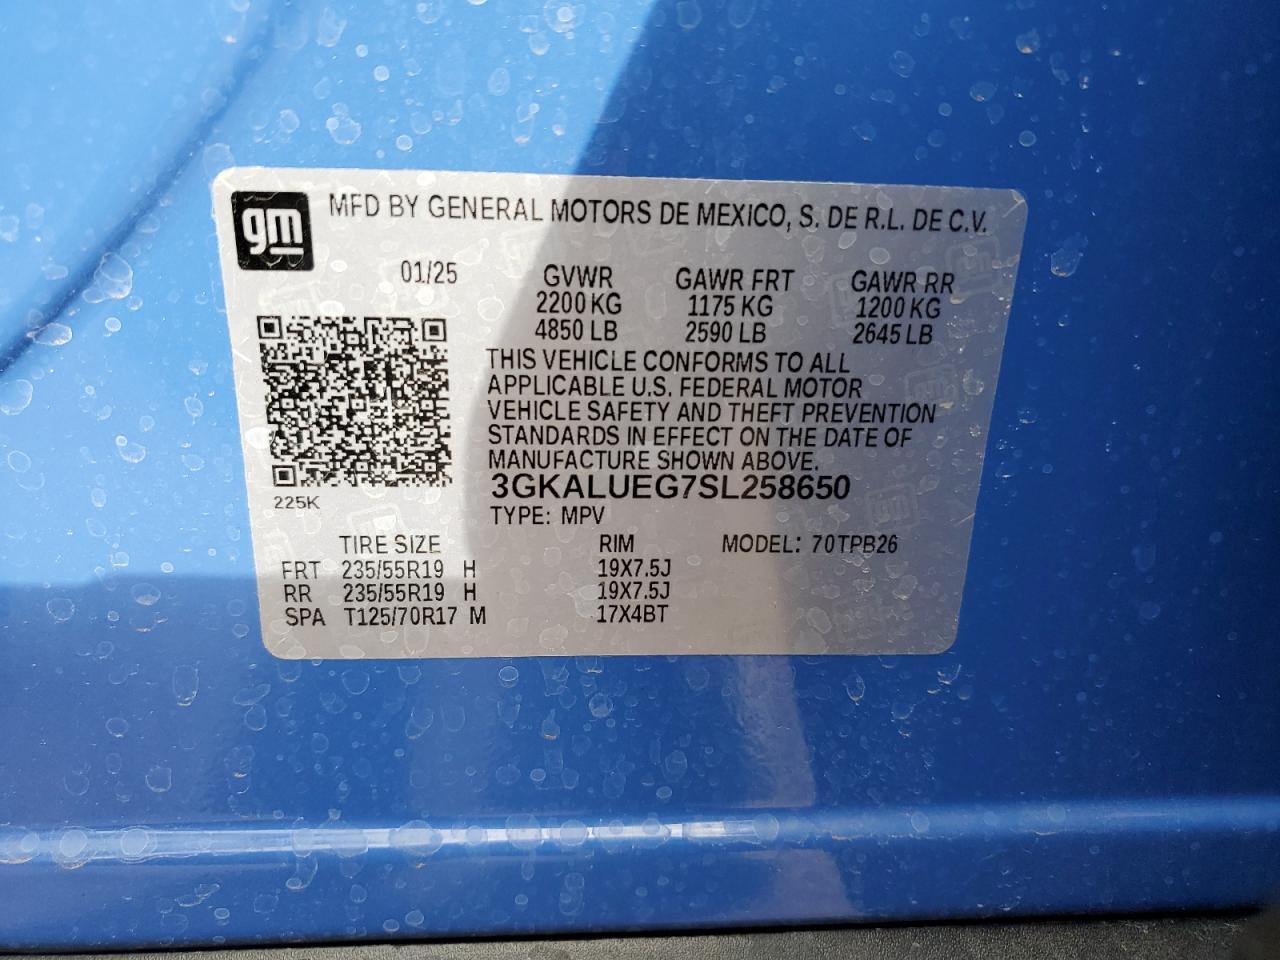 gm
MFD BY GENERAL MOTORS DE MEXICO, S. DE R.L. DE C.V.
01/25 GVWR GAWR FRT GAWR RR
2200 KG 1175 KG 1200 KG
4850 LB 2590 LB 2645 LB
THIS VEHICLE CONFORMS TO ALL
APPLICABLE U.S. FEDERAL MOTOR
VEHICLE SAFETY AND THEFT PREVENTION
STANDARDS IN EFFECT ON THE DATE OF
MANUFACTURE SHOWN ABOVE.
3GKALUEG7SL258650
225K
TYPE: MPV
TIRE SIZE RIM MODEL: 70TPB26
FRT 235/55R19 H 19X7.5J
RR 235/55R19 H 19X7.5J
SPA T125/70R17 M 17X4BT